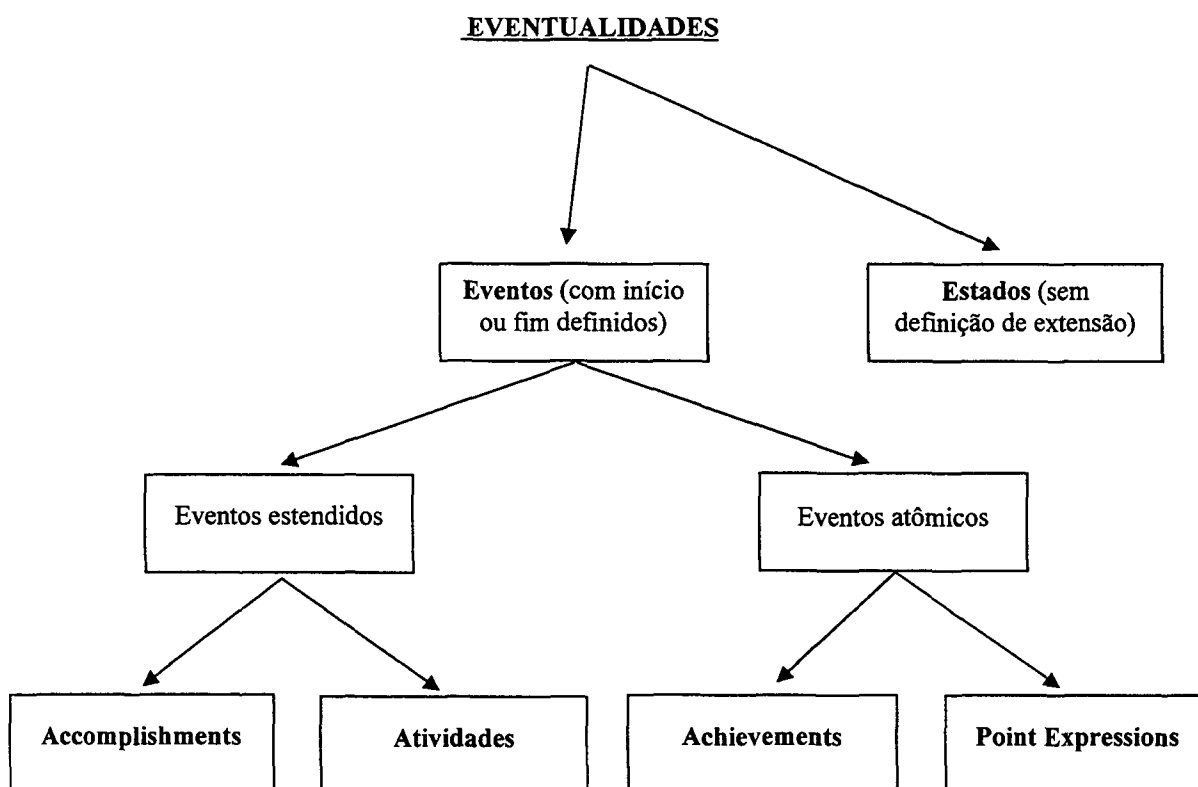 EVENTUALIDADES
Eventos (com início
ou fim definidos)
Estados (sem
definição de extensão)
Eventos estendidos
Eventos atômicos
Accomplishments
Atividades
Achievements
Point Expressions